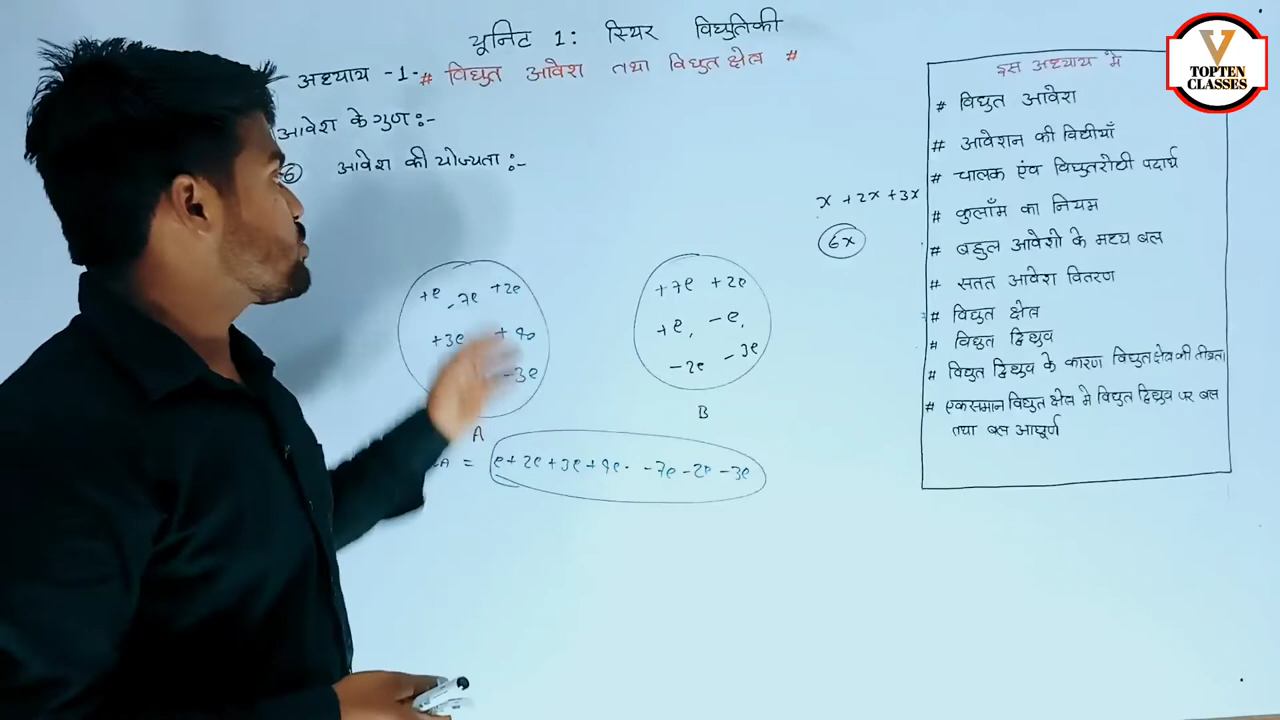 यूनिट 1: स्थिर विद्युतिकी
अध्याय -1- # विद्युत आवेश तथा विद्युत क्षेत्र #
आवेश के गुण :-
6 आवेश की योज्यता :-
+e -7e +2e
+3e
-3e
A
+7e +2e
+e, -e,
-2e -3e
B
= e+2e+3e+9e. -7e-2e-3e
x +2x +3x
6x
इस अध्याय में
# विद्युत आवेश
# आवेशन की विधीयाँ
# चालक एंव विधुतरोधी पदार्थ
# कुलाँम का नियम
# बहुल आवेशो के मध्य बल
# सतत आवेश वितरण
# विद्युत क्षेत्र
# विद्युत द्विध्रुव
# विद्युत द्विध्रुव के कारण विद्युत क्षेत्र की तीव्रता
# एकसमान विद्युत क्षेत्र मे विद्युत द्विध्रुव पर बल
तथा बल आघूर्ण
V
TOPTEN
CLASSES